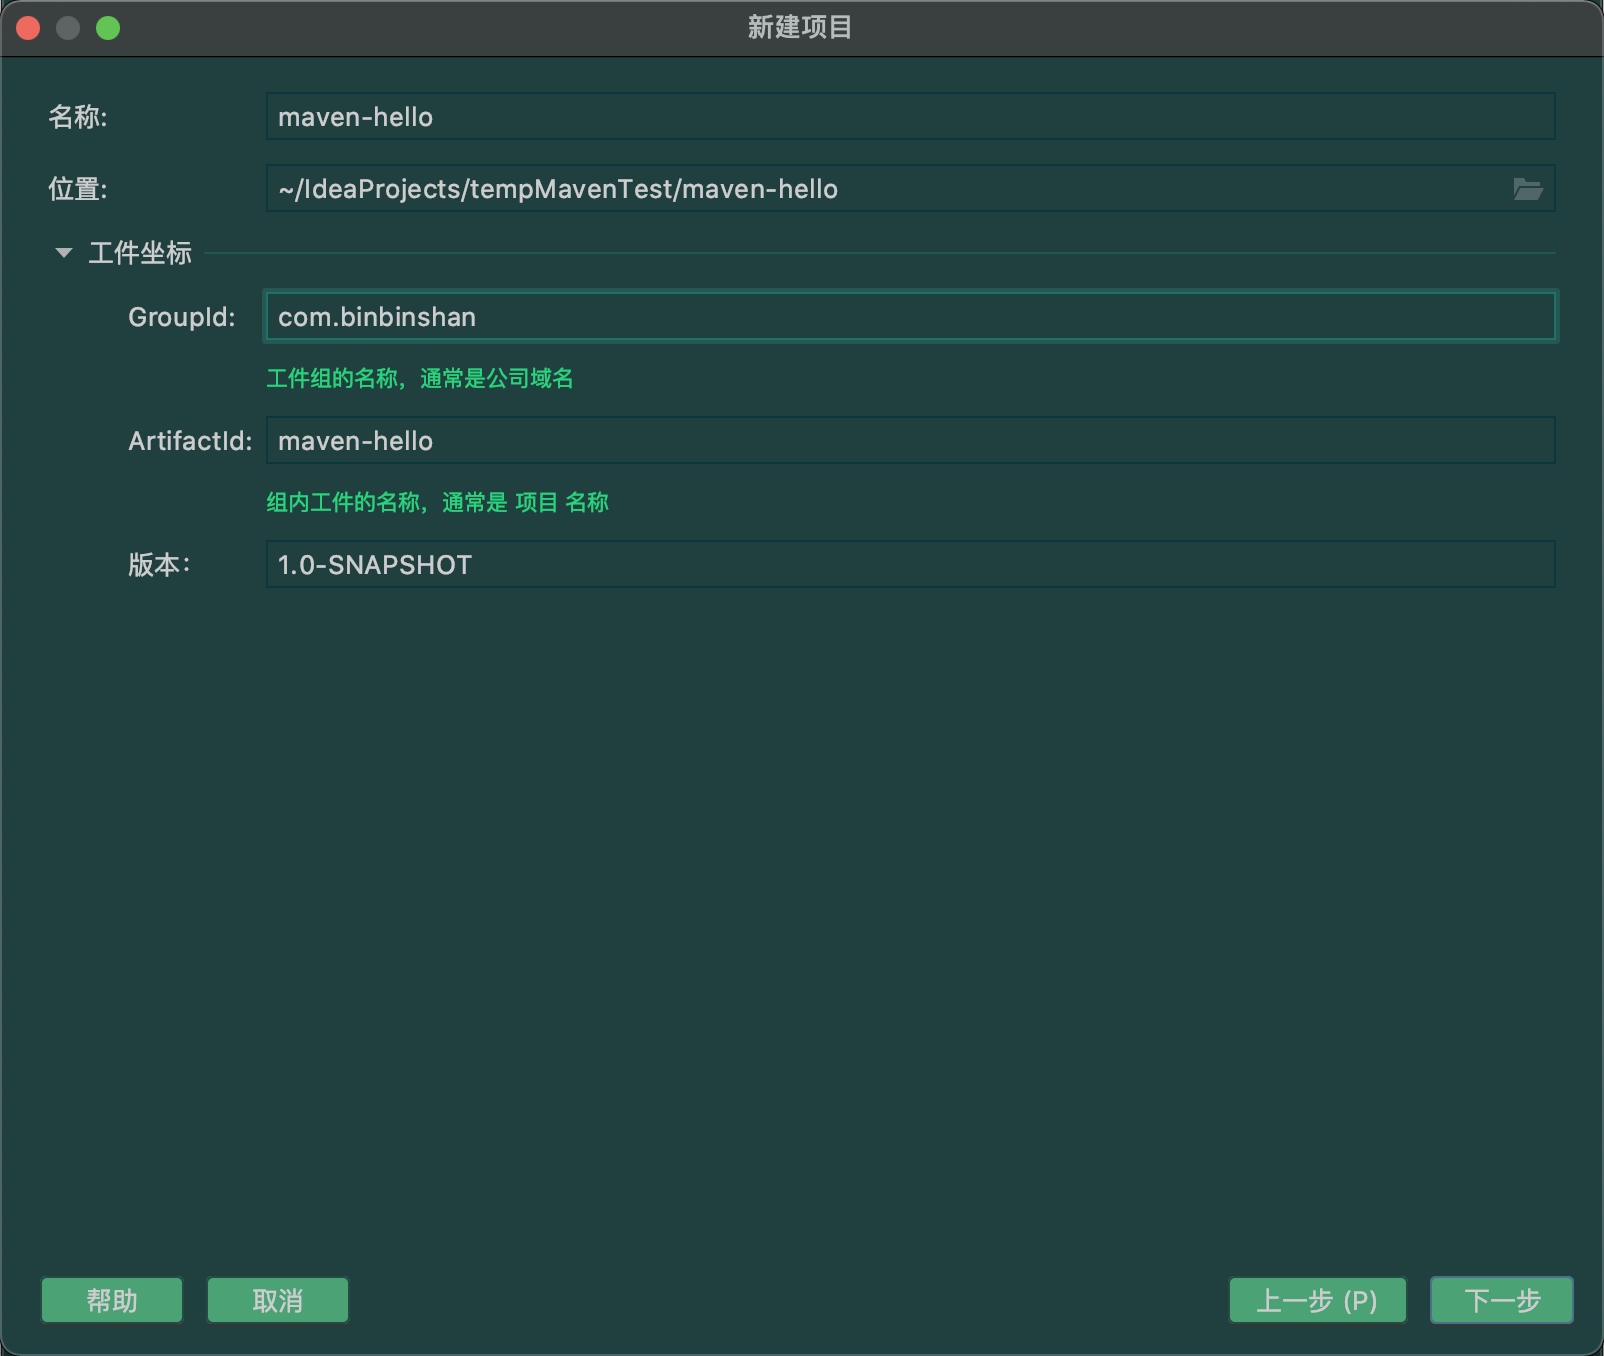 新建项目
名称: maven-hello
位置: ~/IdeaProjects/tempMavenTest/maven-hello
工件坐标
GroupId: com.binbinshan
工件组的名称，通常是公司域名
ArtifactId: maven-hello
组内工件的名称，通常是 项目 名称
版本： 1.0-SNAPSHOT
帮助 取消 上一步 (P) 下一步